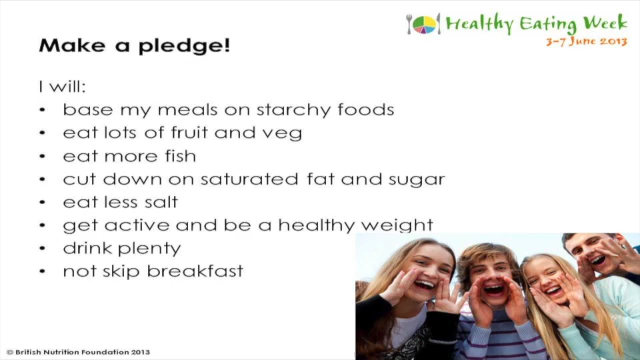 Healthy Eating Week
3-7 June 2013
Make a pledge!
I will:
• base my meals on starchy foods
• eat lots of fruit and veg
• eat more fish
• cut down on saturated fat and sugar
• eat less salt
• get active and be a healthy weight
• drink plenty
• not skip breakfast
© British Nutrition Foundation 2013